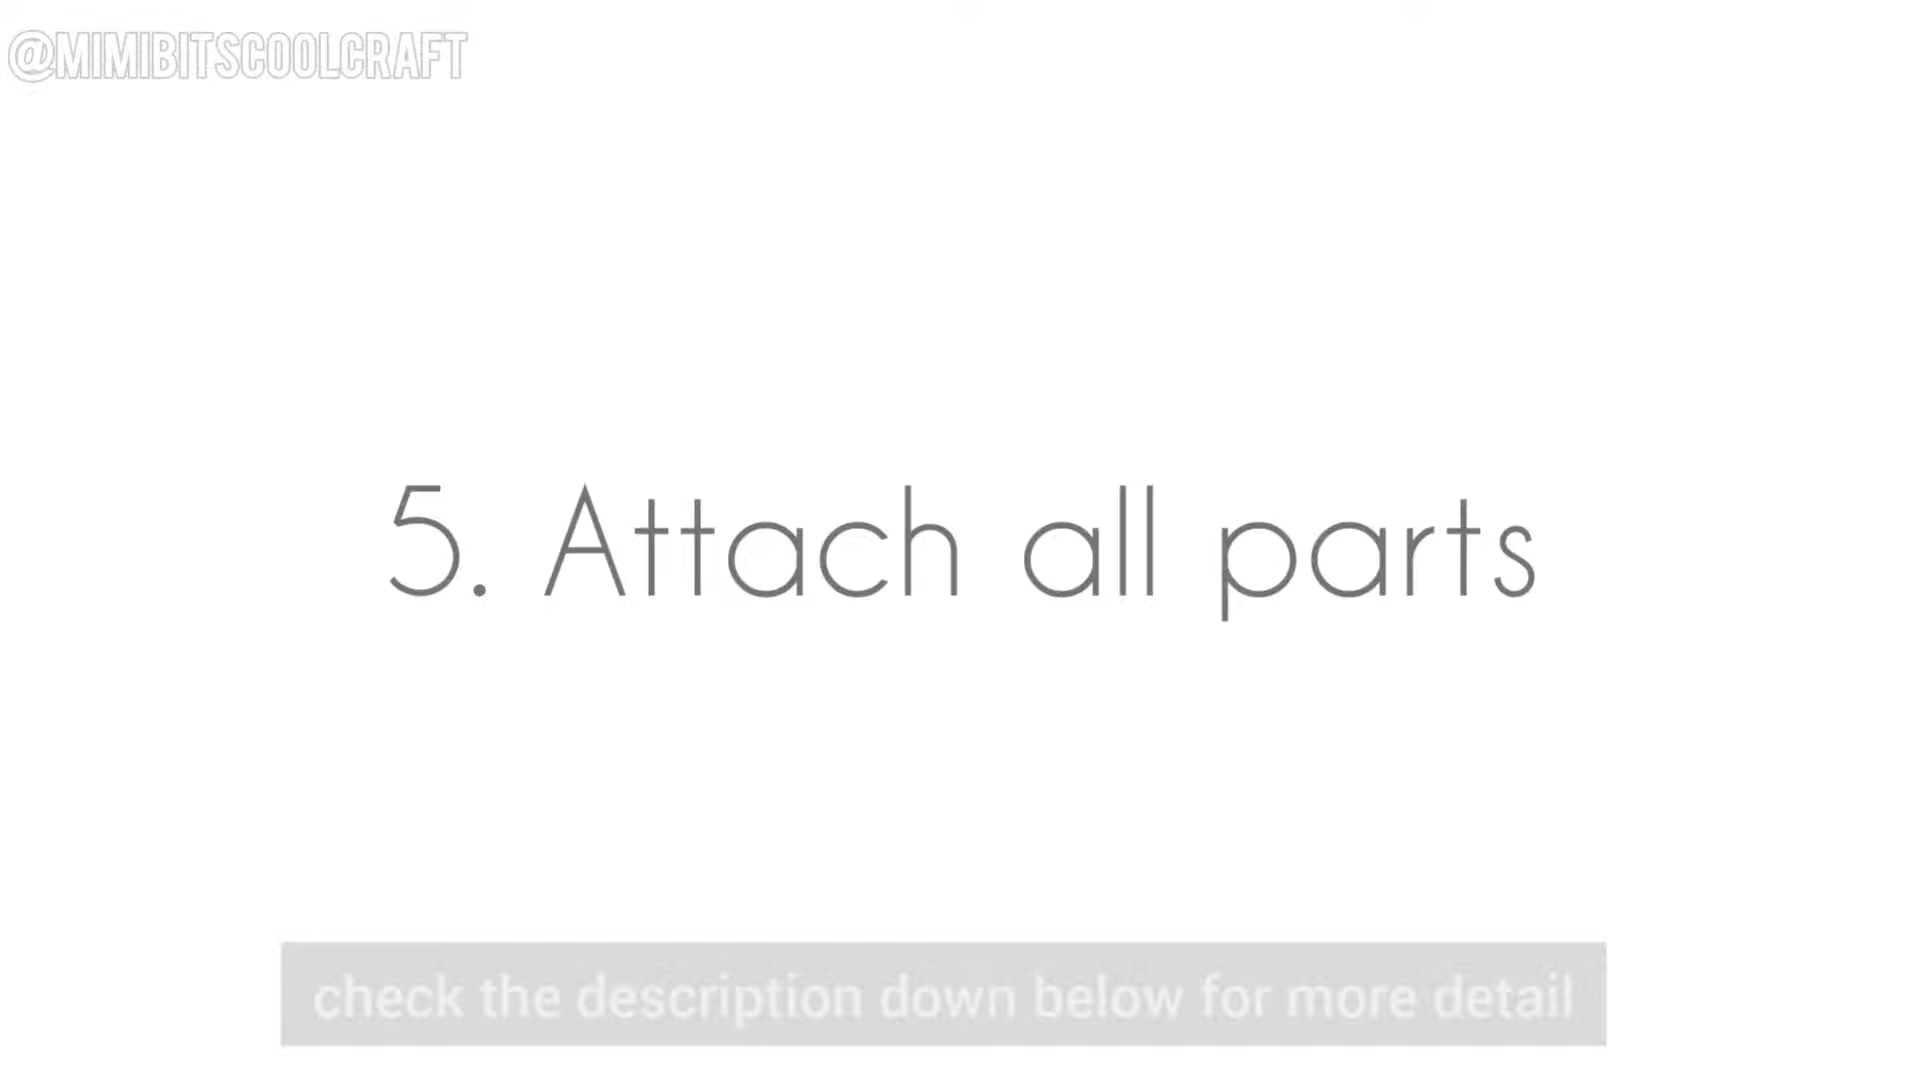 @MIMIBITSCOOLCRAFT
5. Attach all parts
check the description down below for more detail